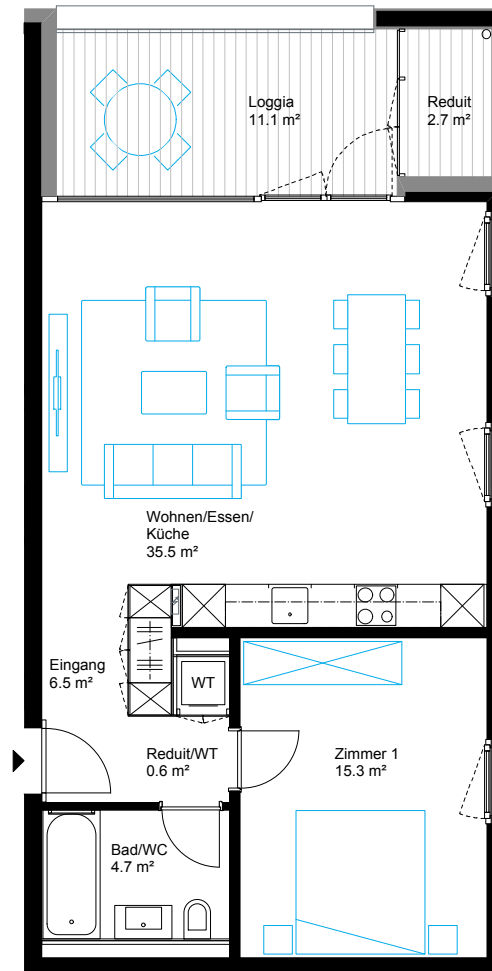 Loggia
11.1 m²
Reduit
2.7 m²
Wohnen/Essen/
Küche
35.5 m²
Eingang
6.5 m²
WT
Reduit/WT
0.6 m²
Zimmer 1
15.3 m²
Bad/WC
4.7 m²